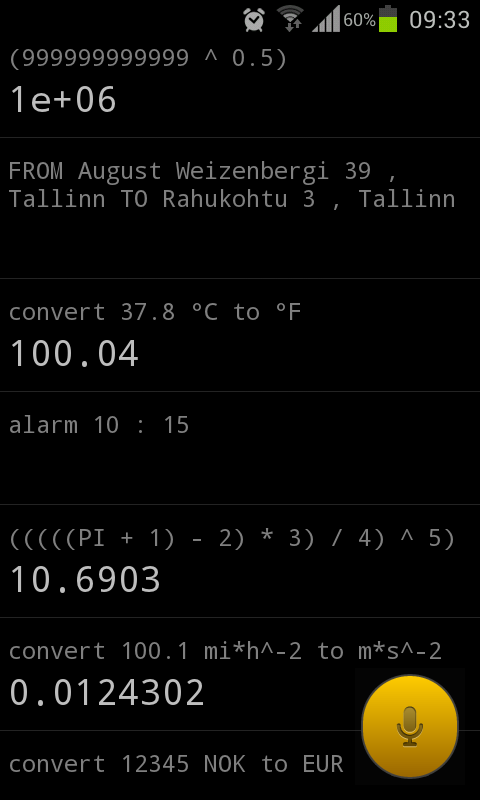 60% 09:33
(999999999999 ^ 0.5)
1e+06
FROM August Weizenbergi 39 ,
Tallinn TO Rahukohtu 3 , Tallinn
convert 37.8 °C to °F
100.04
alarm 10 : 15
(((((PI + 1) - 2) * 3) / 4) ^ 5)
10.6903
convert 100.1 mi*h^-2 to m*s^-2
0.0124302
convert 12345 NOK to EUR